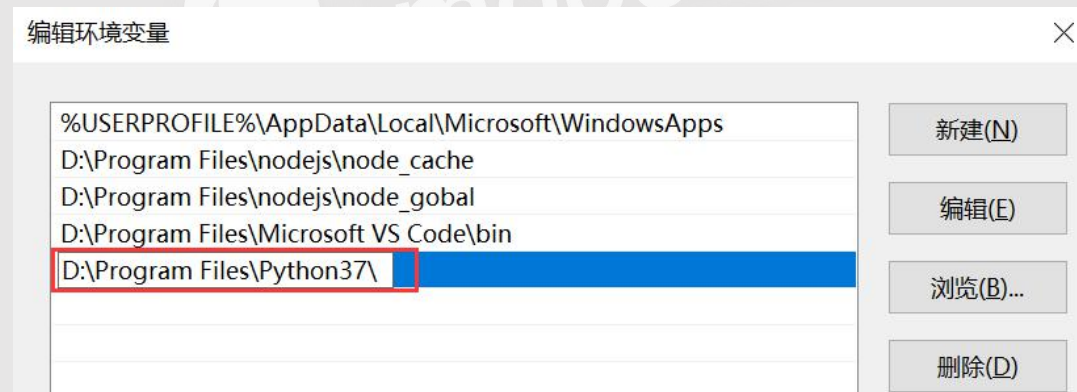 编辑环境变量
%USERPROFILE%\AppData\Local\Microsoft\WindowsApps
D:\Program Files\nodejs\node_cache
D:\Program Files\nodejs\node_gobal
D:\Program Files\Microsoft VS Code\bin
D:\Program Files\Python37\
新建(N)
编辑(E)
浏览(B)...
删除(D)